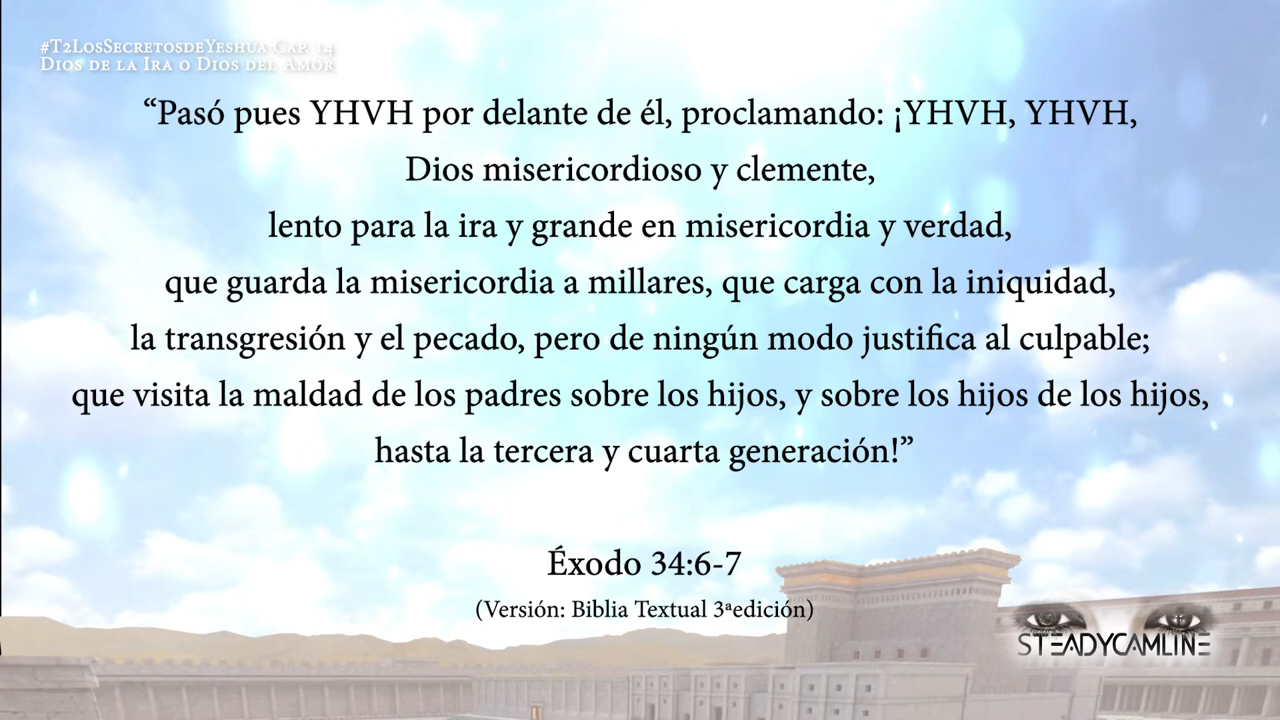 #T2LosSecretosdeYeshúa Cap. 14
Dios de la Ira o Dios del Amor
“Pasó pues YHVH por delante de él, proclamando: ¡YHVH, YHVH,
Dios misericordioso y clemente,
lento para la ira y grande en misericordia y verdad,
que guarda la misericordia a millares, que carga con la iniquidad,
la transgresión y el pecado, pero de ningún modo justifica al culpable;
que visita la maldad de los padres sobre los hijos, y sobre los hijos de los hijos,
hasta la tercera y cuarta generación!”
Éxodo 34:6-7
(Versión: Biblia Textual 3ªedición)
STEADYCAMLINE